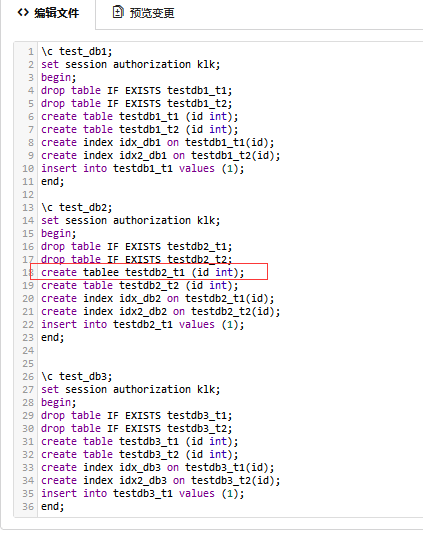 <> 编辑文件
预览变更
1 \c test_db1;
2 set session authorization klk;
3 begin;
4 drop table IF EXISTS testdb1_t1;
5 drop table IF EXISTS testdb1_t2;
6 create table testdb1_t1 (id int);
7 create table testdb1_t2 (id int);
8 create index idx_db1 on testdb1_t1(id);
9 create index idx2_db1 on testdb1_t2(id);
10 insert into testdb1_t1 values (1);
11 end;
12
13 \c test_db2;
14 set session authorization klk;
15 begin;
16 drop table IF EXISTS testdb2_t1;
17 drop table IF EXISTS testdb2_t2;
18 create tablee testdb2_t1 (id int);
19 create table testdb2_t2 (id int);
20 create index idx_db2 on testdb2_t1(id);
21 create index idx2_db2 on testdb2_t2(id);
22 insert into testdb2_t1 values (1);
23 end;
24
25
26 \c test_db3;
27 set session authorization klk;
28 begin;
29 drop table IF EXISTS testdb3_t1;
30 drop table IF EXISTS testdb3_t2;
31 create table testdb3_t1 (id int);
32 create table testdb3_t2 (id int);
33 create index idx_db3 on testdb3_t1(id);
34 create index idx2_db3 on testdb3_t2(id);
35 insert into testdb3_t1 values (1);
36 end;